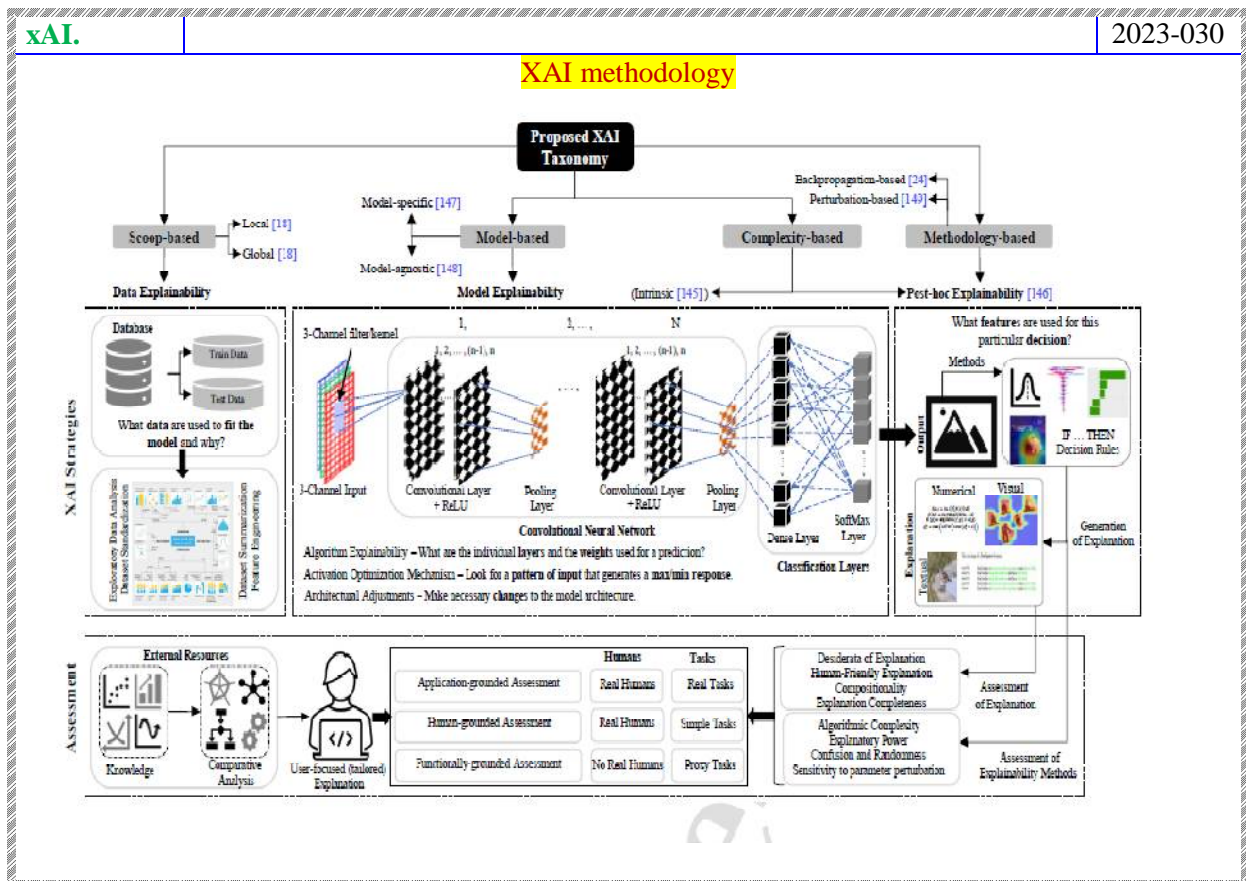 xAI.
2023-030
XAI methodology
Proposed XAI
Taxonomy
Backpropagation-based [24]
Perturbation-based [149]
Model-specific [147]
Local [18]
Scoop-based
Model-based
Complexity-based
Methodology-based
Global [18]
Model-agnostic [148]
Data Explainability
Model Explainability
(Intrinsic [145])
Post-hoc Explainability [146]
XAI Strategies
Database
Train Data
Test Data
What data are used to fit the
model and why?
Exploratory Data Analysis
Dataset Standardization
Dataset Summarization
Feature Engineering
3-Channel filter/kernel
1,
N
1, 2, ..., (n-1), n
1, 2, ..., (n-1), n
3-Channel Input
Convolutional Layer
+ ReLU
Pooling
Layer
Convolutional Layer
+ ReLU
Pooling
Layer
Dense Layer
SoftMax
Layer
Convolutional Neural Network
Classification Layers
Algorithm Explainability – What are the individual layers and the weights used for a prediction?
Activation Optimization Mechanism – Look for a pattern of input that generates a max/min response.
Architectural Adjustments – Make necessary changes to the model architecture.
What features are used for this
particular decision?
Methods
Output
IF ... THEN
Decision Rules
Numerical
Visual
Explanation
Textual
Generation
of Explanation
Assessment
External Resources
Knowledge
Comparative
Analysis
User-focused (tailored)
Explanation
Humans
Tasks
Application-grounded Assessment
Real Humans
Real Tasks
Human-grounded Assessment
Real Humans
Simple Tasks
Functionally-grounded Assessment
No Real Humans
Proxy Tasks
Desiderata of Explanation
Human-Friendly Explanation
Compositionality
Explanation Completeness
Algorithmic Complexity
Explanatory Power
Confusion and Randomness
Sensitivity to parameter perturbation
Assessment
of Explanation
Assessment of
Explainability Methods